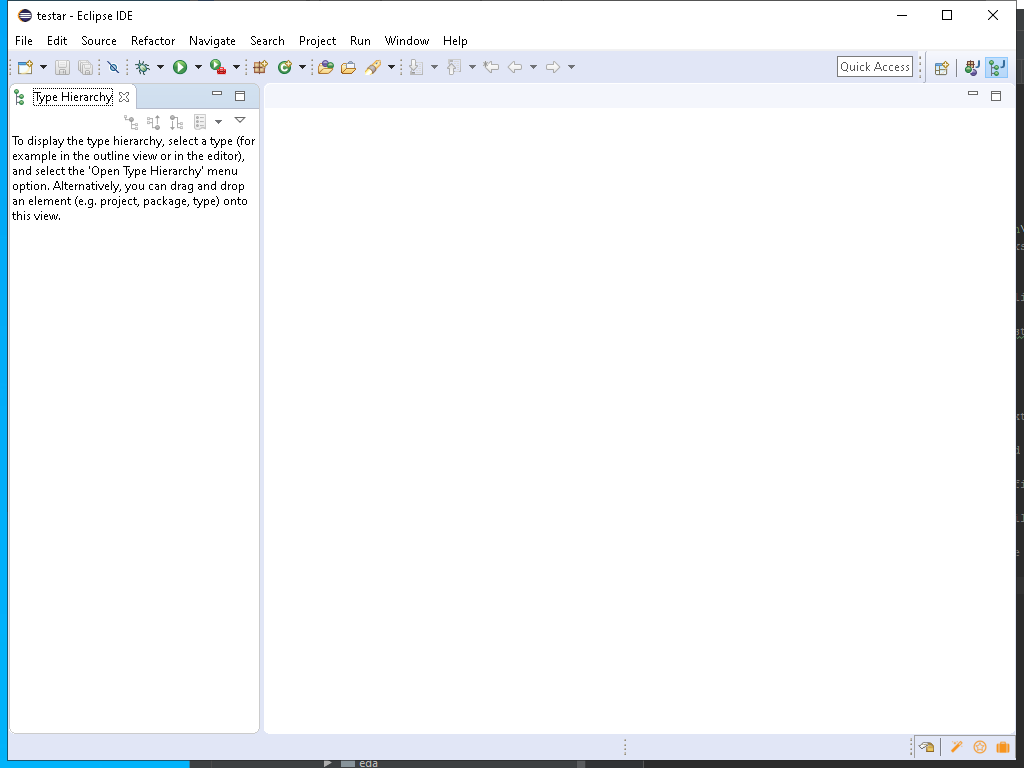 testar - Eclipse IDE
File Edit Source Refactor Navigate Search Project Run Window Help
Quick Access
Type Hierarchy
To display the type hierarchy, select a type (for
example in the outline view or in the editor),
and select the 'Open Type Hierarchy' menu
option. Alternatively, you can drag and drop
an element (e.g. project, package, type) onto
this view.
eda